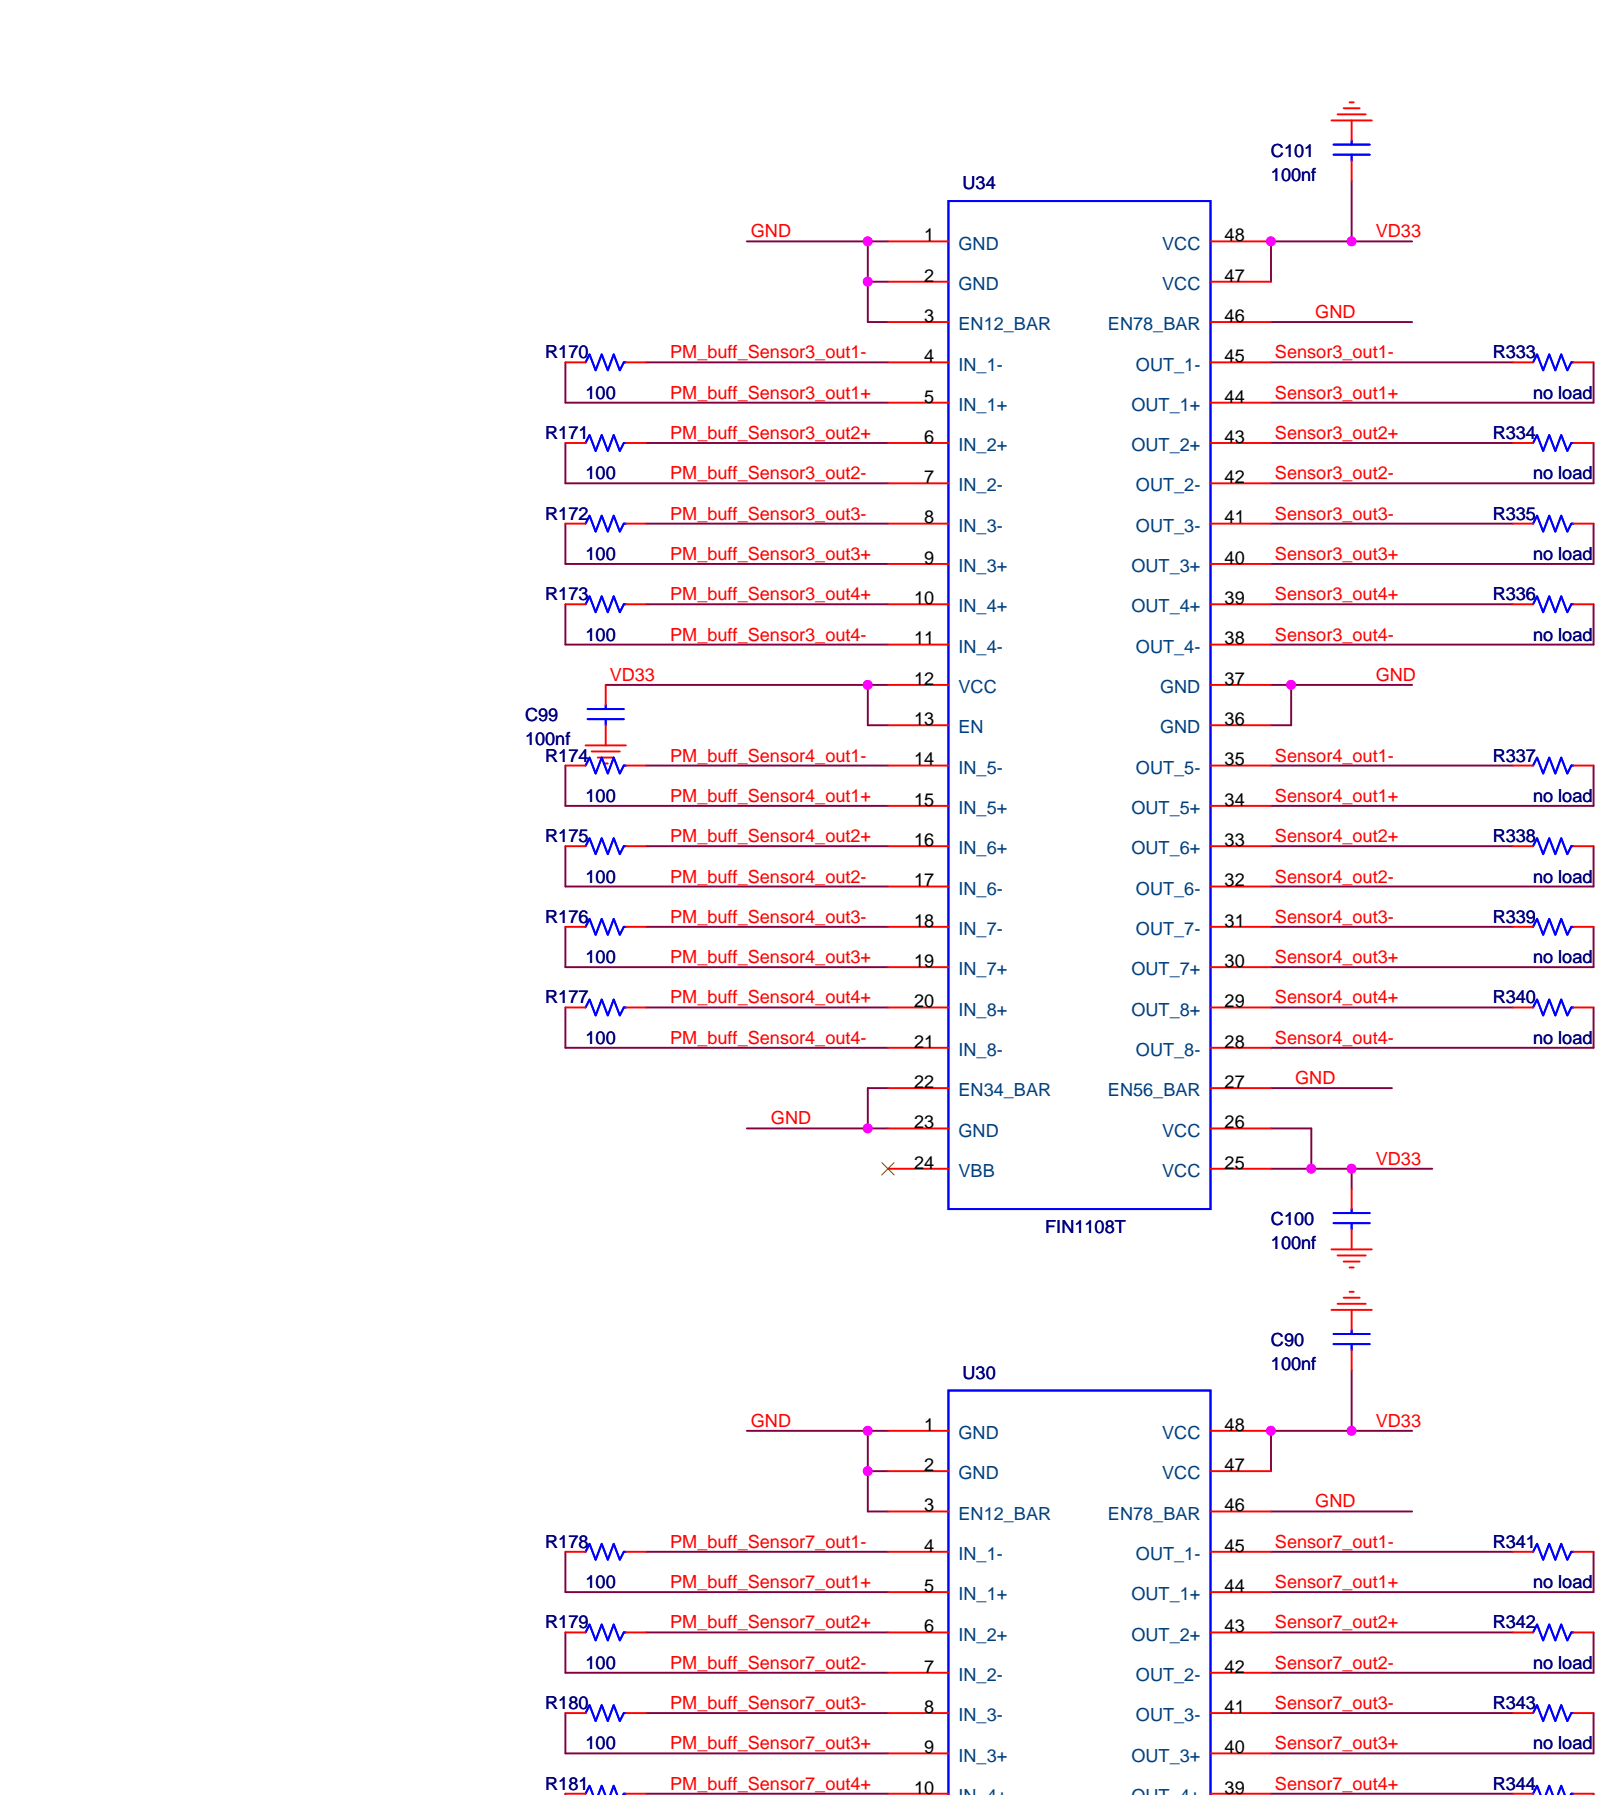 C101
100nf
U34
GND 1 GND VCC 48 VD33
2 GND VCC 47
3 EN12_BAR EN78_BAR 46 GND
R170 PM_buff_Sensor3_out1- 4 IN_1- OUT_1- 45 Sensor3_out1- R333
100 PM_buff_Sensor3_out1+ 5 IN_1+ OUT_1+ 44 Sensor3_out1+ no load
R171 PM_buff_Sensor3_out2+ 6 IN_2+ OUT_2+ 43 Sensor3_out2+ R334
100 PM_buff_Sensor3_out2- 7 IN_2- OUT_2- 42 Sensor3_out2- no load
R172 PM_buff_Sensor3_out3- 8 IN_3- OUT_3- 41 Sensor3_out3- R335
100 PM_buff_Sensor3_out3+ 9 IN_3+ OUT_3+ 40 Sensor3_out3+ no load
R173 PM_buff_Sensor3_out4+ 10 IN_4+ OUT_4+ 39 Sensor3_out4+ R336
100 PM_buff_Sensor3_out4- 11 IN_4- OUT_4- 38 Sensor3_out4- no load
VD33 12 VCC GND 37 GND
C99 13 EN GND 36
100nf
R174 PM_buff_Sensor4_out1- 14 IN_5- OUT_5- 35 Sensor4_out1- R337
100 PM_buff_Sensor4_out1+ 15 IN_5+ OUT_5+ 34 Sensor4_out1+ no load
R175 PM_buff_Sensor4_out2+ 16 IN_6+ OUT_6+ 33 Sensor4_out2+ R338
100 PM_buff_Sensor4_out2- 17 IN_6- OUT_6- 32 Sensor4_out2- no load
R176 PM_buff_Sensor4_out3- 18 IN_7- OUT_7- 31 Sensor4_out3- R339
100 PM_buff_Sensor4_out3+ 19 IN_7+ OUT_7+ 30 Sensor4_out3+ no load
R177 PM_buff_Sensor4_out4+ 20 IN_8+ OUT_8+ 29 Sensor4_out4+ R340
100 PM_buff_Sensor4_out4- 21 IN_8- OUT_8- 28 Sensor4_out4- no load
22 EN34_BAR EN56_BAR 27 GND
GND 23 GND VCC 26
24 VBB VCC 25 VD33
FIN1108T
C100
100nf
C90
100nf
U30
GND 1 GND VCC 48 VD33
2 GND VCC 47
3 EN12_BAR EN78_BAR 46 GND
R178 PM_buff_Sensor7_out1- 4 IN_1- OUT_1- 45 Sensor7_out1- R341
100 PM_buff_Sensor7_out1+ 5 IN_1+ OUT_1+ 44 Sensor7_out1+ no load
R179 PM_buff_Sensor7_out2+ 6 IN_2+ OUT_2+ 43 Sensor7_out2+ R342
100 PM_buff_Sensor7_out2- 7 IN_2- OUT_2- 42 Sensor7_out2- no load
R180 PM_buff_Sensor7_out3- 8 IN_3- OUT_3- 41 Sensor7_out3- R343
100 PM_buff_Sensor7_out3+ 9 IN_3+ OUT_3+ 40 Sensor7_out3+ no load
R181 PM_buff_Sensor7_out4+ 10 39 Sensor7_out4+ R344